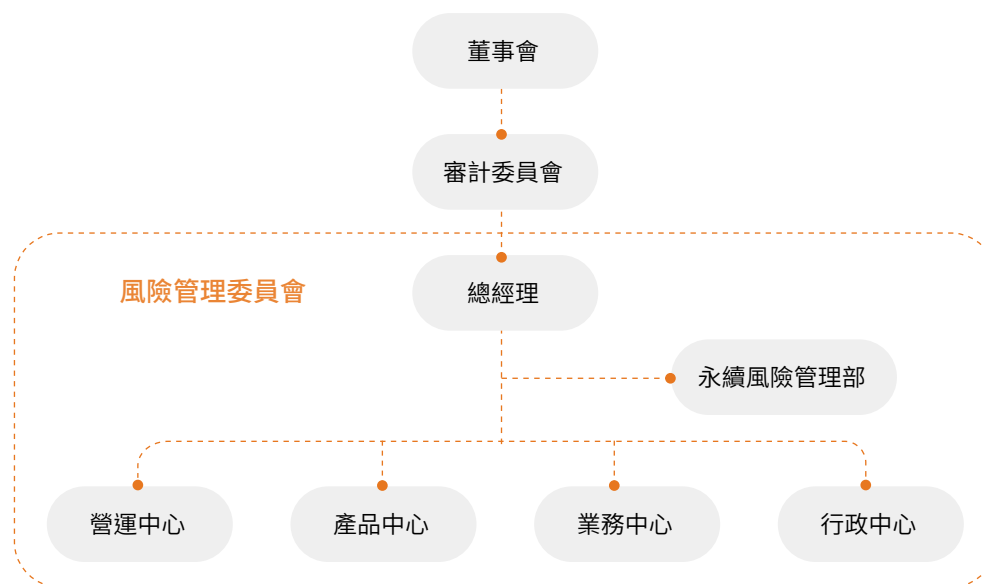 董事會
審計委員會
風險管理委員會
總經理
永續風險管理部
營運中心
產品中心
業務中心
行政中心